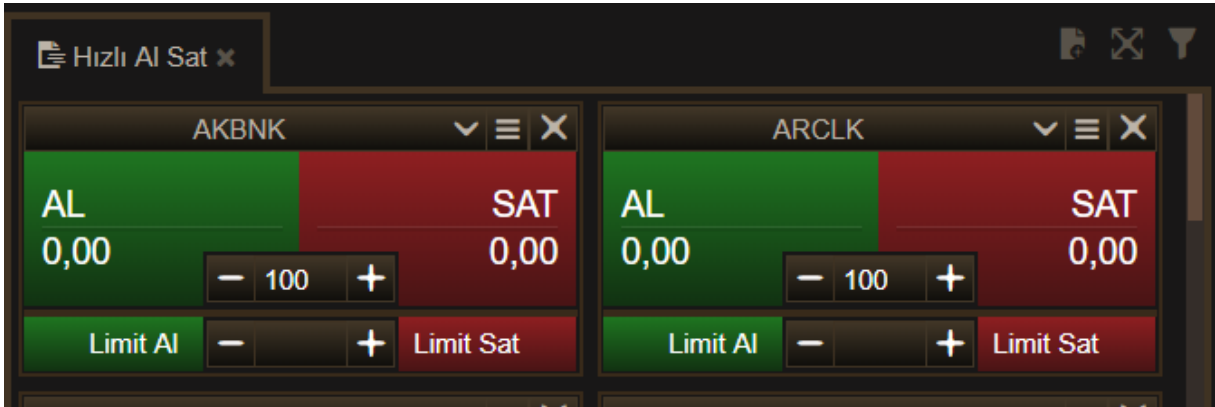 Hızlı Al Sat
AKBNK
AL
SAT
0,00
0,00
100
Limit Al
Limit Sat
ARCLK
AL
SAT
0,00
0,00
100
Limit Al
Limit Sat